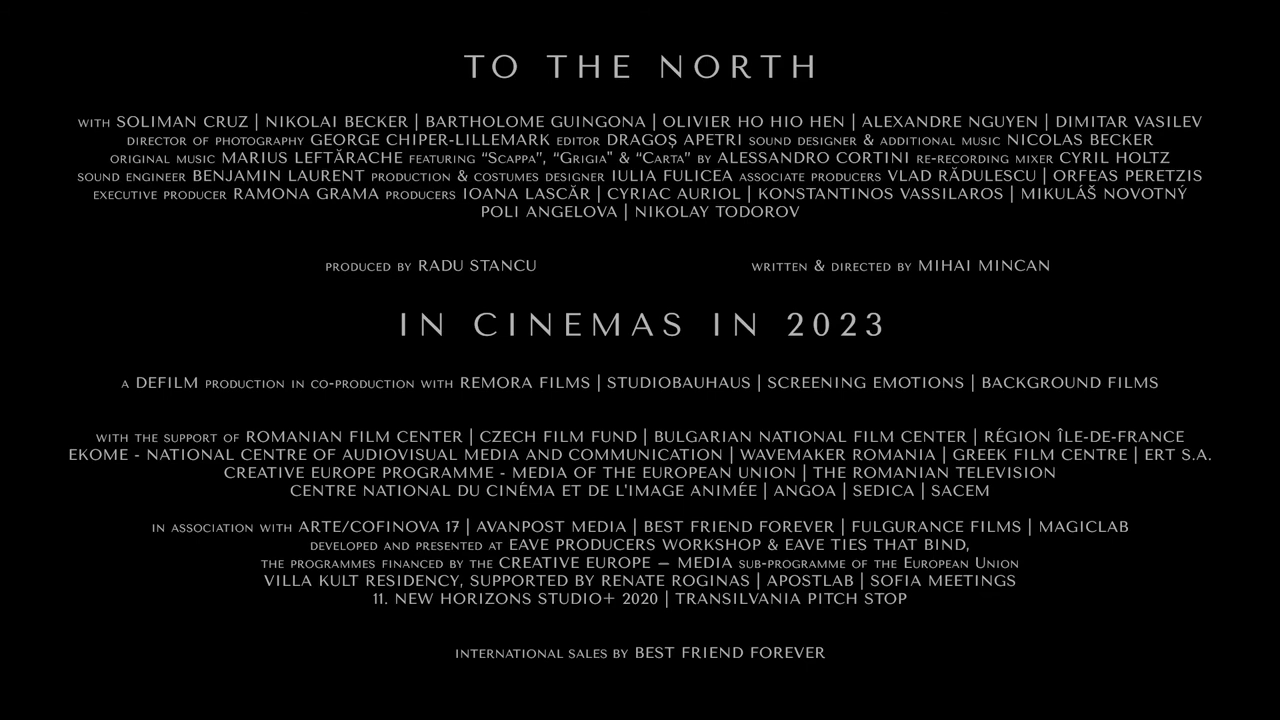 TO THE NORTH
WITH SOLIMAN CRUZ | NIKOLAI BECKER | BARTHOLOME GUINGONA | OLIVIER HO HIO HEN | ALEXANDRE NGUYEN | DIMITAR VASILEV
DIRECTOR OF PHOTOGRAPHY GEORGE CHIPER-LILLEMARK EDITOR DRAGOȘ APETRI SOUND DESIGNER & ADDITIONAL MUSIC NICOLAS BECKER
ORIGINAL MUSIC MARIUS LEFTĂRACHE FEATURING “SCAPPA”, “GRIGIA" & “CARTA” BY ALESSANDRO CORTINI RE-RECORDING MIXER CYRIL HOLTZ
SOUND ENGINEER BENJAMIN LAURENT PRODUCTION & COSTUMES DESIGNER IULIA FULICEA ASSOCIATE PRODUCERS VLAD RĂDULESCU | ORFEAS PERETZIS
EXECUTIVE PRODUCER RAMONA GRAMA PRODUCERS IOANA LASCĂR | CYRIAC AURIOL | KONSTANTINOS VASSILAROS | MIKULÁŠ NOVOTNÝ
POLI ANGELOVA | NIKOLAY TODOROV
PRODUCED BY RADU STANCU WRITTEN & DIRECTED BY MIHAI MINCAN
IN CINEMAS IN 2023
A DEFILM PRODUCTION IN CO-PRODUCTION WITH REMORA FILMS | STUDIOBAUHAUS | SCREENING EMOTIONS | BACKGROUND FILMS
WITH THE SUPPORT OF ROMANIAN FILM CENTER | CZECH FILM FUND | BULGARIAN NATIONAL FILM CENTER | RÉGION ÎLE-DE-FRANCE
EKOME - NATIONAL CENTRE OF AUDIOVISUAL MEDIA AND COMMUNICATION | WAVEMAKER ROMANIA | GREEK FILM CENTRE | ERT S.A.
CREATIVE EUROPE PROGRAMME - MEDIA OF THE EUROPEAN UNION | THE ROMANIAN TELEVISION
CENTRE NATIONAL DU CINÉMA ET DE L'IMAGE ANIMÉE | ANGOA | SEDICA | SACEM
IN ASSOCIATION WITH ARTE/COFINOVA 17 | AVANPOST MEDIA | BEST FRIEND FOREVER | FULGURANCE FILMS | MAGICLAB
DEVELOPED AND PRESENTED AT EAVE PRODUCERS WORKSHOP & EAVE TIES THAT BIND,
THE PROGRAMMES FINANCED BY THE CREATIVE EUROPE – MEDIA SUB-PROGRAMME OF THE EUROPEAN UNION
VILLA KULT RESIDENCY, SUPPORTED BY RENATE ROGINAS | APOSTLAB | SOFIA MEETINGS
11. NEW HORIZONS STUDIO+ 2020 | TRANSILVANIA PITCH STOP
INTERNATIONAL SALES BY BEST FRIEND FOREVER